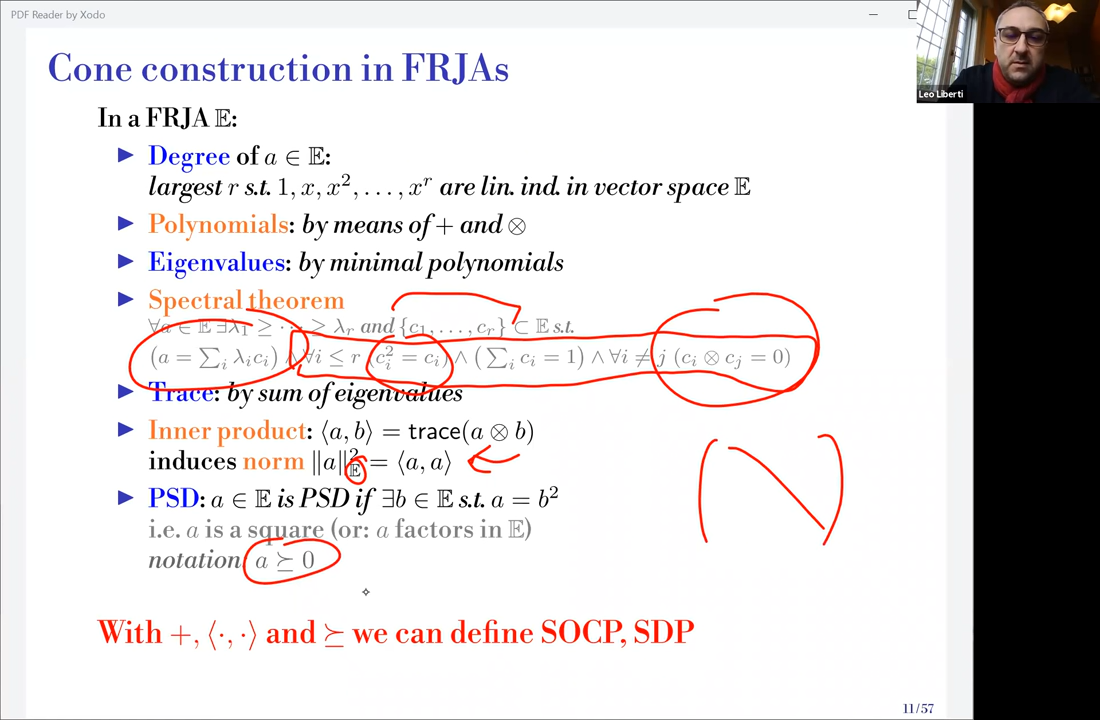 PDF Reader by Xodo
Cone construction in FRJAs
Leo Liberti
In a FRJA 𝔼:
▶ Degree of a ∈ 𝔼:
largest r s.t. 1, x, x², . . . , xʳ are lin. ind. in vector space 𝔼
▶ Polynomials: by means of + and ⊗
▶ Eigenvalues: by minimal polynomials
▶ Spectral theorem
∀a ∈ 𝔼 ∃λ₁ ≥ ··· ≥ λᵣ and {c₁, . . . , cᵣ} ⊂ 𝔼 s.t.
(a = ∑ᵢ λᵢcᵢ) ∧ ∀i ≤ r (cᵢ² = cᵢ) ∧ (∑ᵢ cᵢ = 1) ∧ ∀i ≠ j (cᵢ ⊗ cⱼ = 0)
▶ Trace: by sum of eigenvalues
▶ Inner product: ⟨a, b⟩ = trace(a ⊗ b)
induces norm ‖a‖²_𝔼 = ⟨a, a⟩
▶ PSD: a ∈ 𝔼 is PSD if ∃b ∈ 𝔼 s.t. a = b²
i.e. a is a square (or: a factors in 𝔼)
notation: a ⪰ 0
With +, ⟨·, ·⟩ and ⪰ we can define SOCP, SDP
11/57